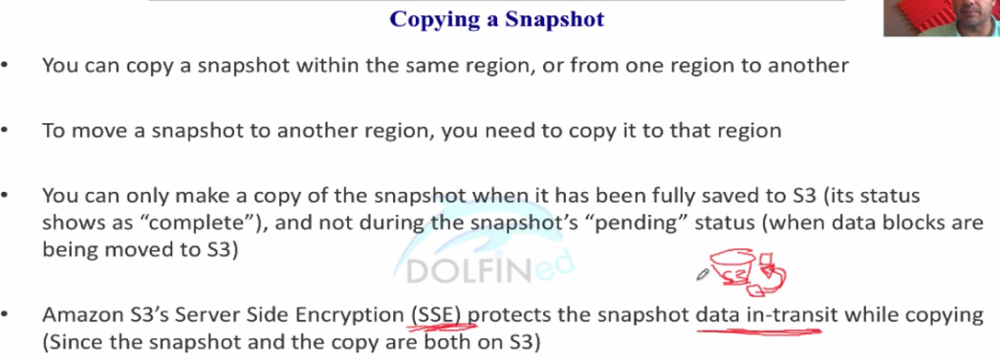 Copying a Snapshot
• You can copy a snapshot within the same region, or from one region to another
• To move a snapshot to another region, you need to copy it to that region
• You can only make a copy of the snapshot when it has been fully saved to S3 (its status
shows as “complete”), and not during the snapshot’s “pending” status (when data blocks are
being moved to S3)
DOLFINed
S3
• Amazon S3’s Server Side Encryption (SSE) protects the snapshot data in-transit while copying
(Since the snapshot and the copy are both on S3)